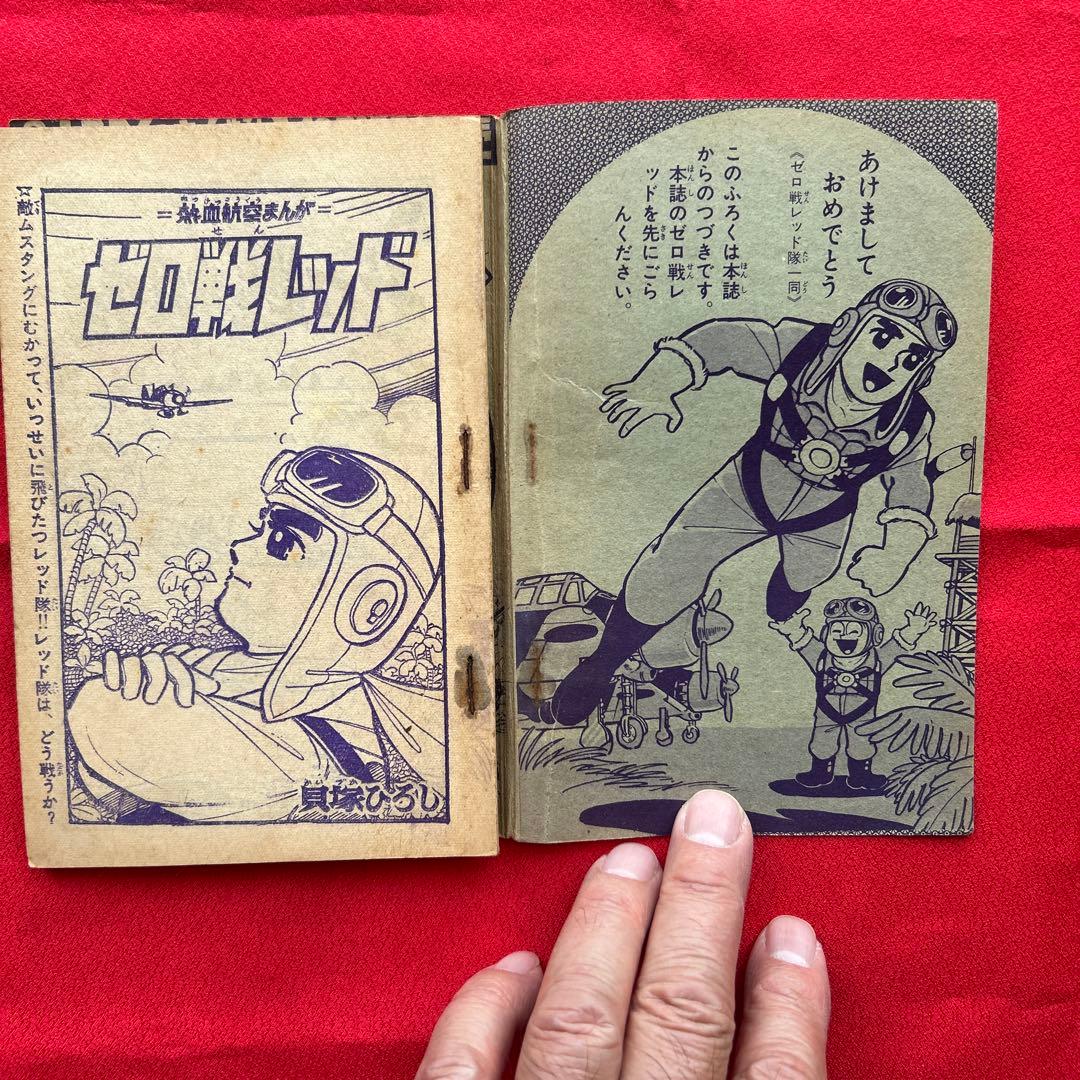 あけまして
おめでとう
《ゼロ戦レッド隊一同》
このふろくは本誌
からのつづきです。
本誌のゼロ戦レ
ッドを先にごら
んください。
=熱血航空まんが=
ゼロ戦レッド
貝塚ひろし
☆敵ムスタングにむかって、いっせいに飛びたつレッド隊!!レッド隊は、どう戦うか?